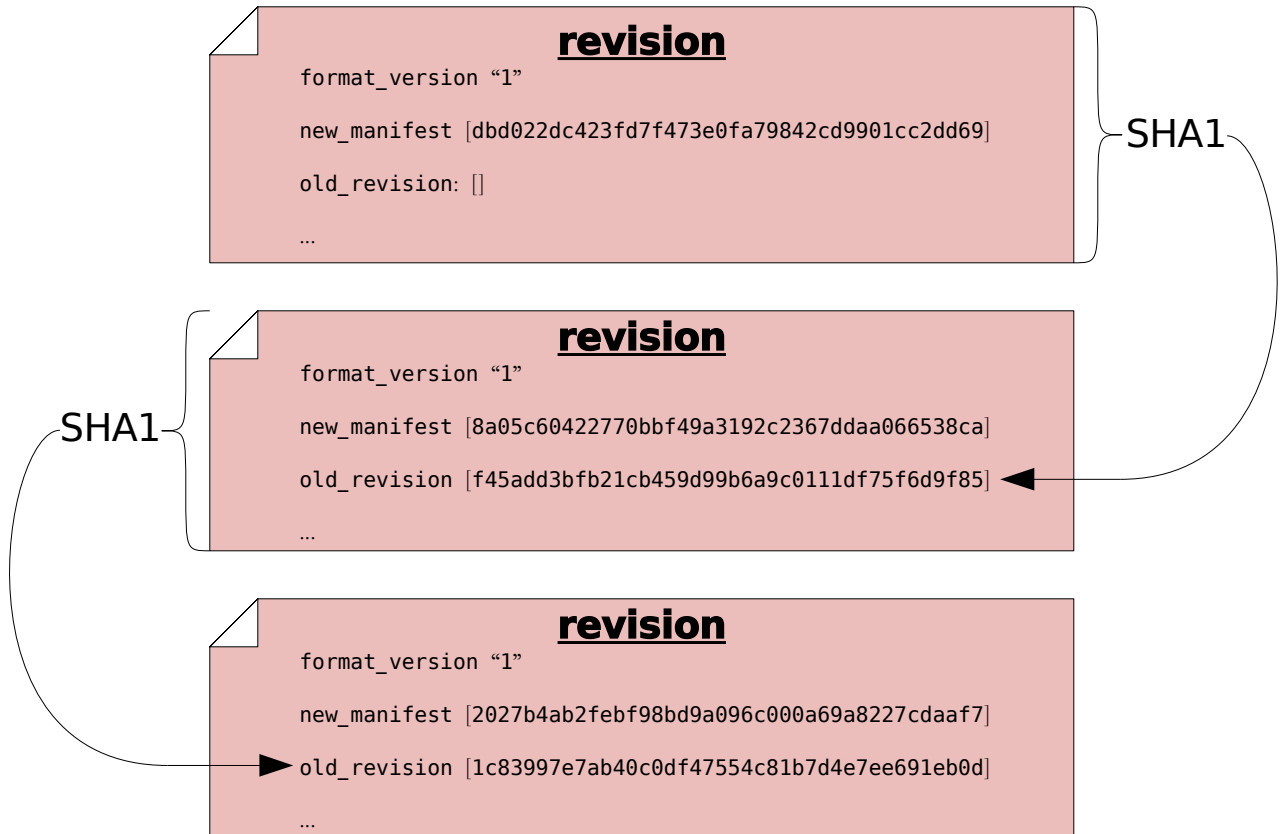 revision
format_version “1”
new_manifest [dbd022dc423fd7f473e0fa79842cd9901cc2dd69]
SHA1
old_revision: []
...
revision
format_version “1”
new_manifest [8a05c60422770bbf49a3192c2367ddaa066538ca]
SHA1
old_revision [f45add3bfb21cb459d99b6a9c0111df75f6d9f85]
...
revision
format_version “1”
new_manifest [2027b4ab2febf98bd9a096c000a69a8227cdaaf7]
old_revision [1c83997e7ab40c0df47554c81b7d4e7ee691eb0d]
...